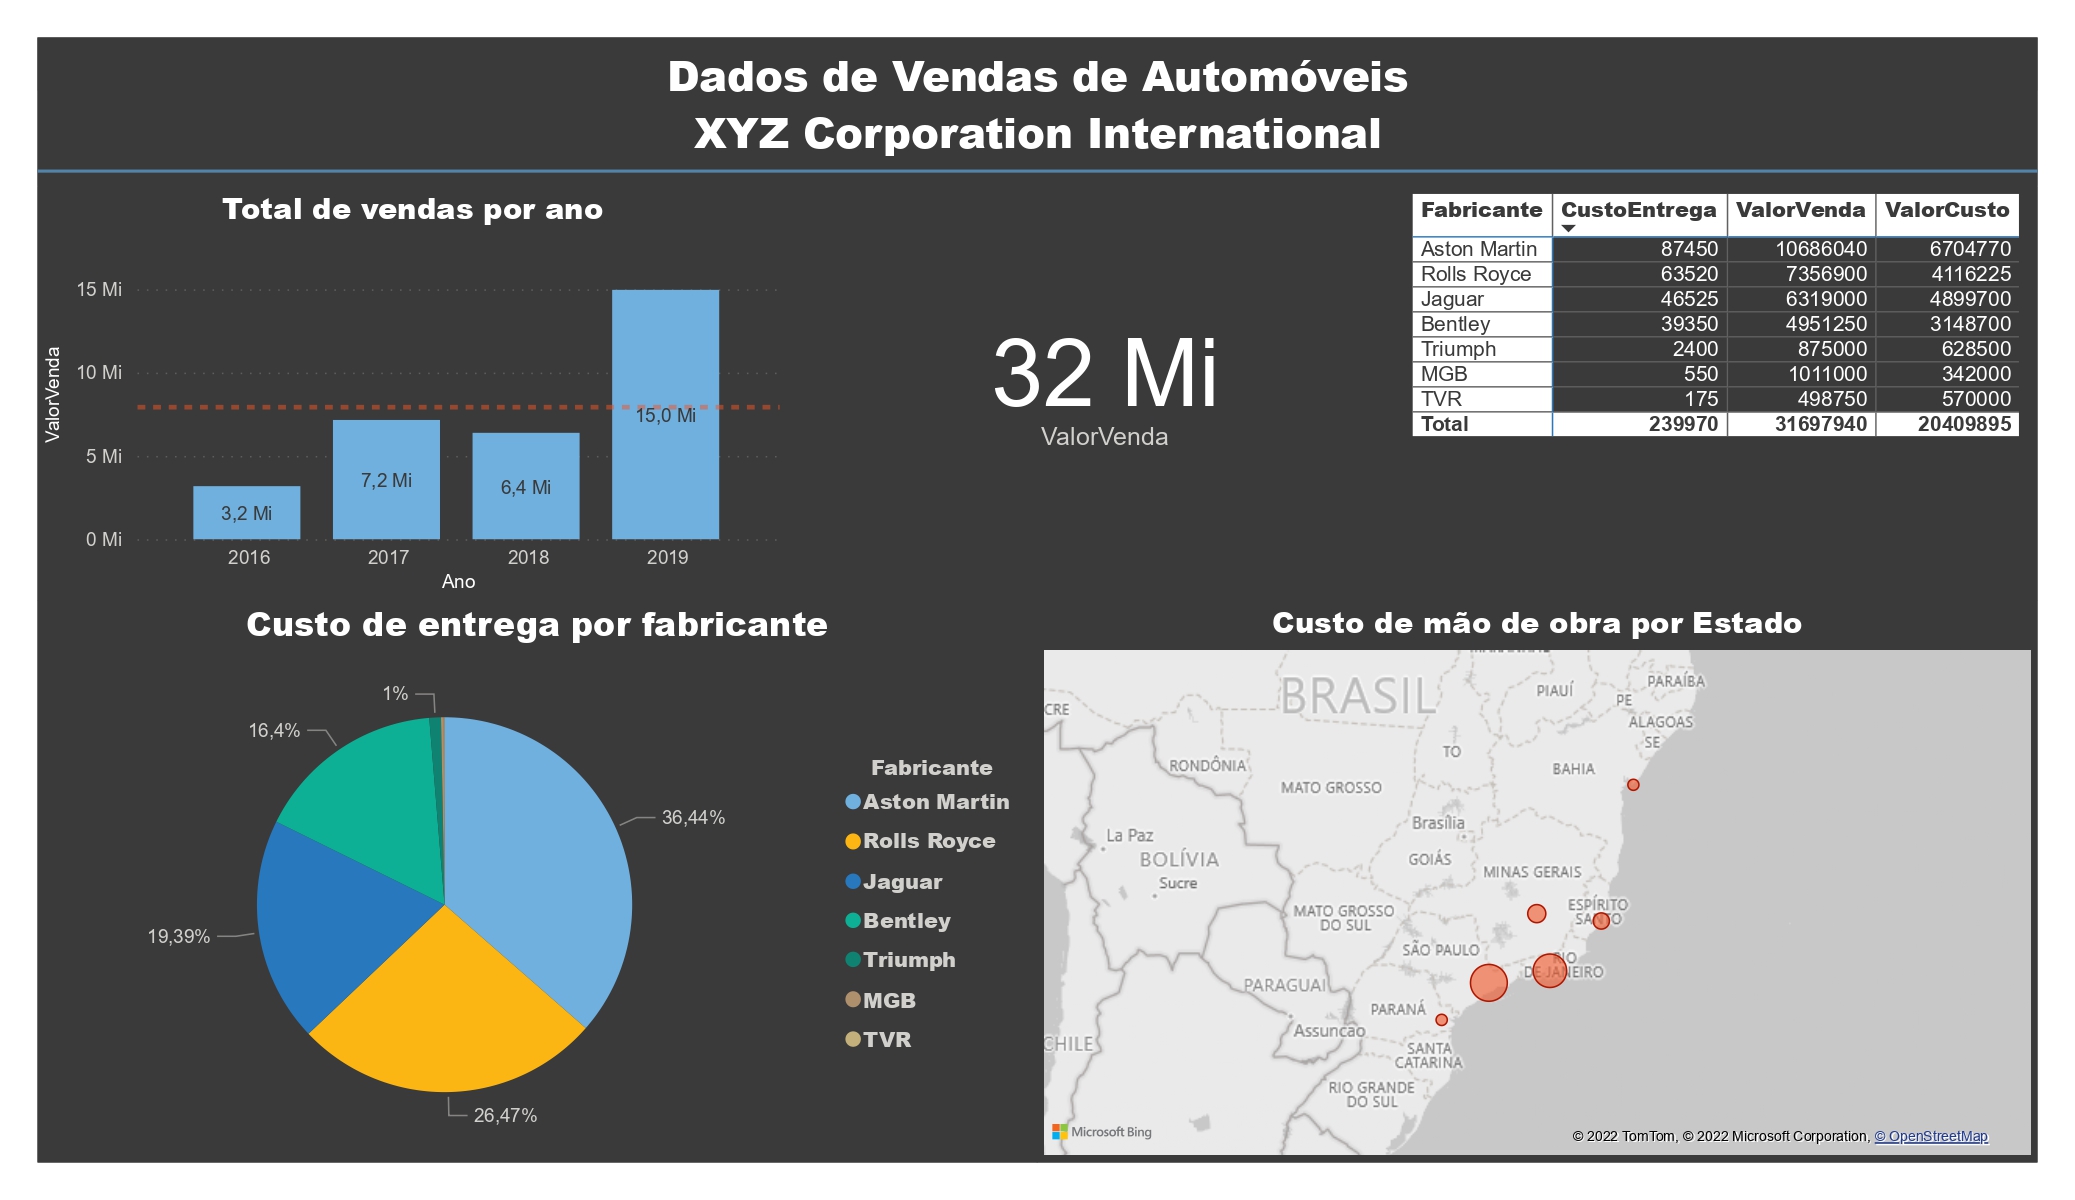 Dados de Vendas de Automóveis
XYZ Corporation International
Total de vendas por ano
ValorVenda
15 Mi
10 Mi
5 Mi
0 Mi
3,2 Mi
7,2 Mi
6,4 Mi
15,0 Mi
2016 2017 2018 2019
Ano
32 Mi
ValorVenda
Fabricante CustoEntrega ValorVenda ValorCusto
Aston Martin 87450 10686040 6704770
Rolls Royce 63520 7356900 4116225
Jaguar 46525 6319000 4899700
Bentley 39350 4951250 3148700
Triumph 2400 875000 628500
MGB 550 1011000 342000
TVR 175 498750 570000
Total 239970 31697940 20409895
Custo de entrega por fabricante
1%
16,4%
36,44%
19,39%
26,47%
Fabricante
Aston Martin
Rolls Royce
Jaguar
Bentley
Triumph
MGB
TVR
Custo de mão de obra por Estado
BRASIL
PIAUÍ
PARAÍBA
PE
CRE
ALAGOAS
SE
TO
RONDÔNIA
BAHIA
MATO GROSSO
Brasília
La Paz
BOLÍVIA
GOIÁS
MINAS GERAIS
Sucre
MATO GROSSO
DO SUL
ESPÍRITO
SANTO
SÃO PAULO
RIO
DE JANEIRO
PARAGUAI
PARANÁ
Assuncao
CHILE
SANTA
CATARINA
RIO GRANDE
DO SUL
Microsoft Bing
© 2022 TomTom, © 2022 Microsoft Corporation, © OpenStreetMap